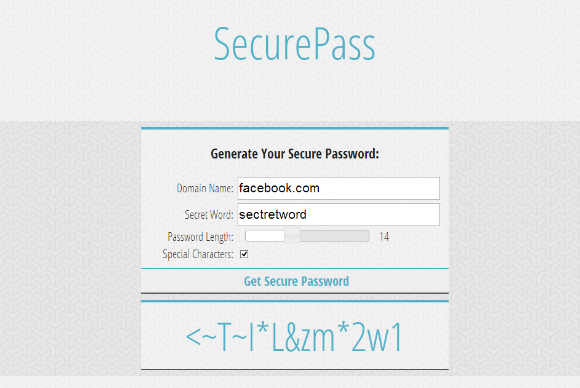 SecurePass
Generate Your Secure Password:
Domain Name: facebook.com
Secret Word: sectretword
Password Length: 14
Special Characters:
Get Secure Password
<~T~I*L&zm*2w1